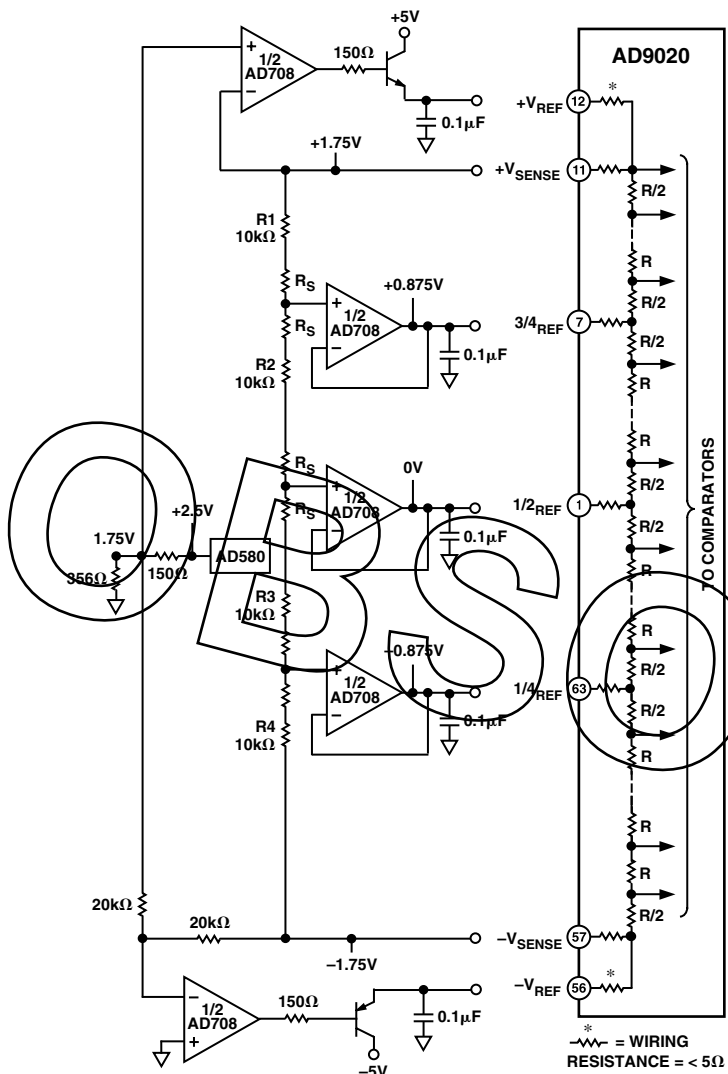 +5V
1/2
AD708
+
−
150Ω
0.1µF
+1.75V
R1
10kΩ
RS
RS
+0.875V
1/2
AD708
+
−
0.1µF
R2
10kΩ
RS
RS
0V
1/2
AD708
+
−
0.1µF
1.75V
+2.5V
356Ω
150Ω
AD580
R3
10kΩ
−0.875V
1/2
AD708
+
−
0.1µF
R4
10kΩ
20kΩ
20kΩ
−1.75V
1/2
AD708
−
+
150Ω
0.1µF
−5V
AD9020
+VREF
12
*
+VSENSE
11
R/2
R
R/2
3/4REF
7
R/2
R
R
R/2
1/2REF
1
R/2
R
R
R/2
1/4REF
63
R/2
R
R
R
R/2
−VSENSE
57
−VREF
56
*
TO COMPARATORS
*
= WIRING
RESISTANCE = < 5Ω
OBSO